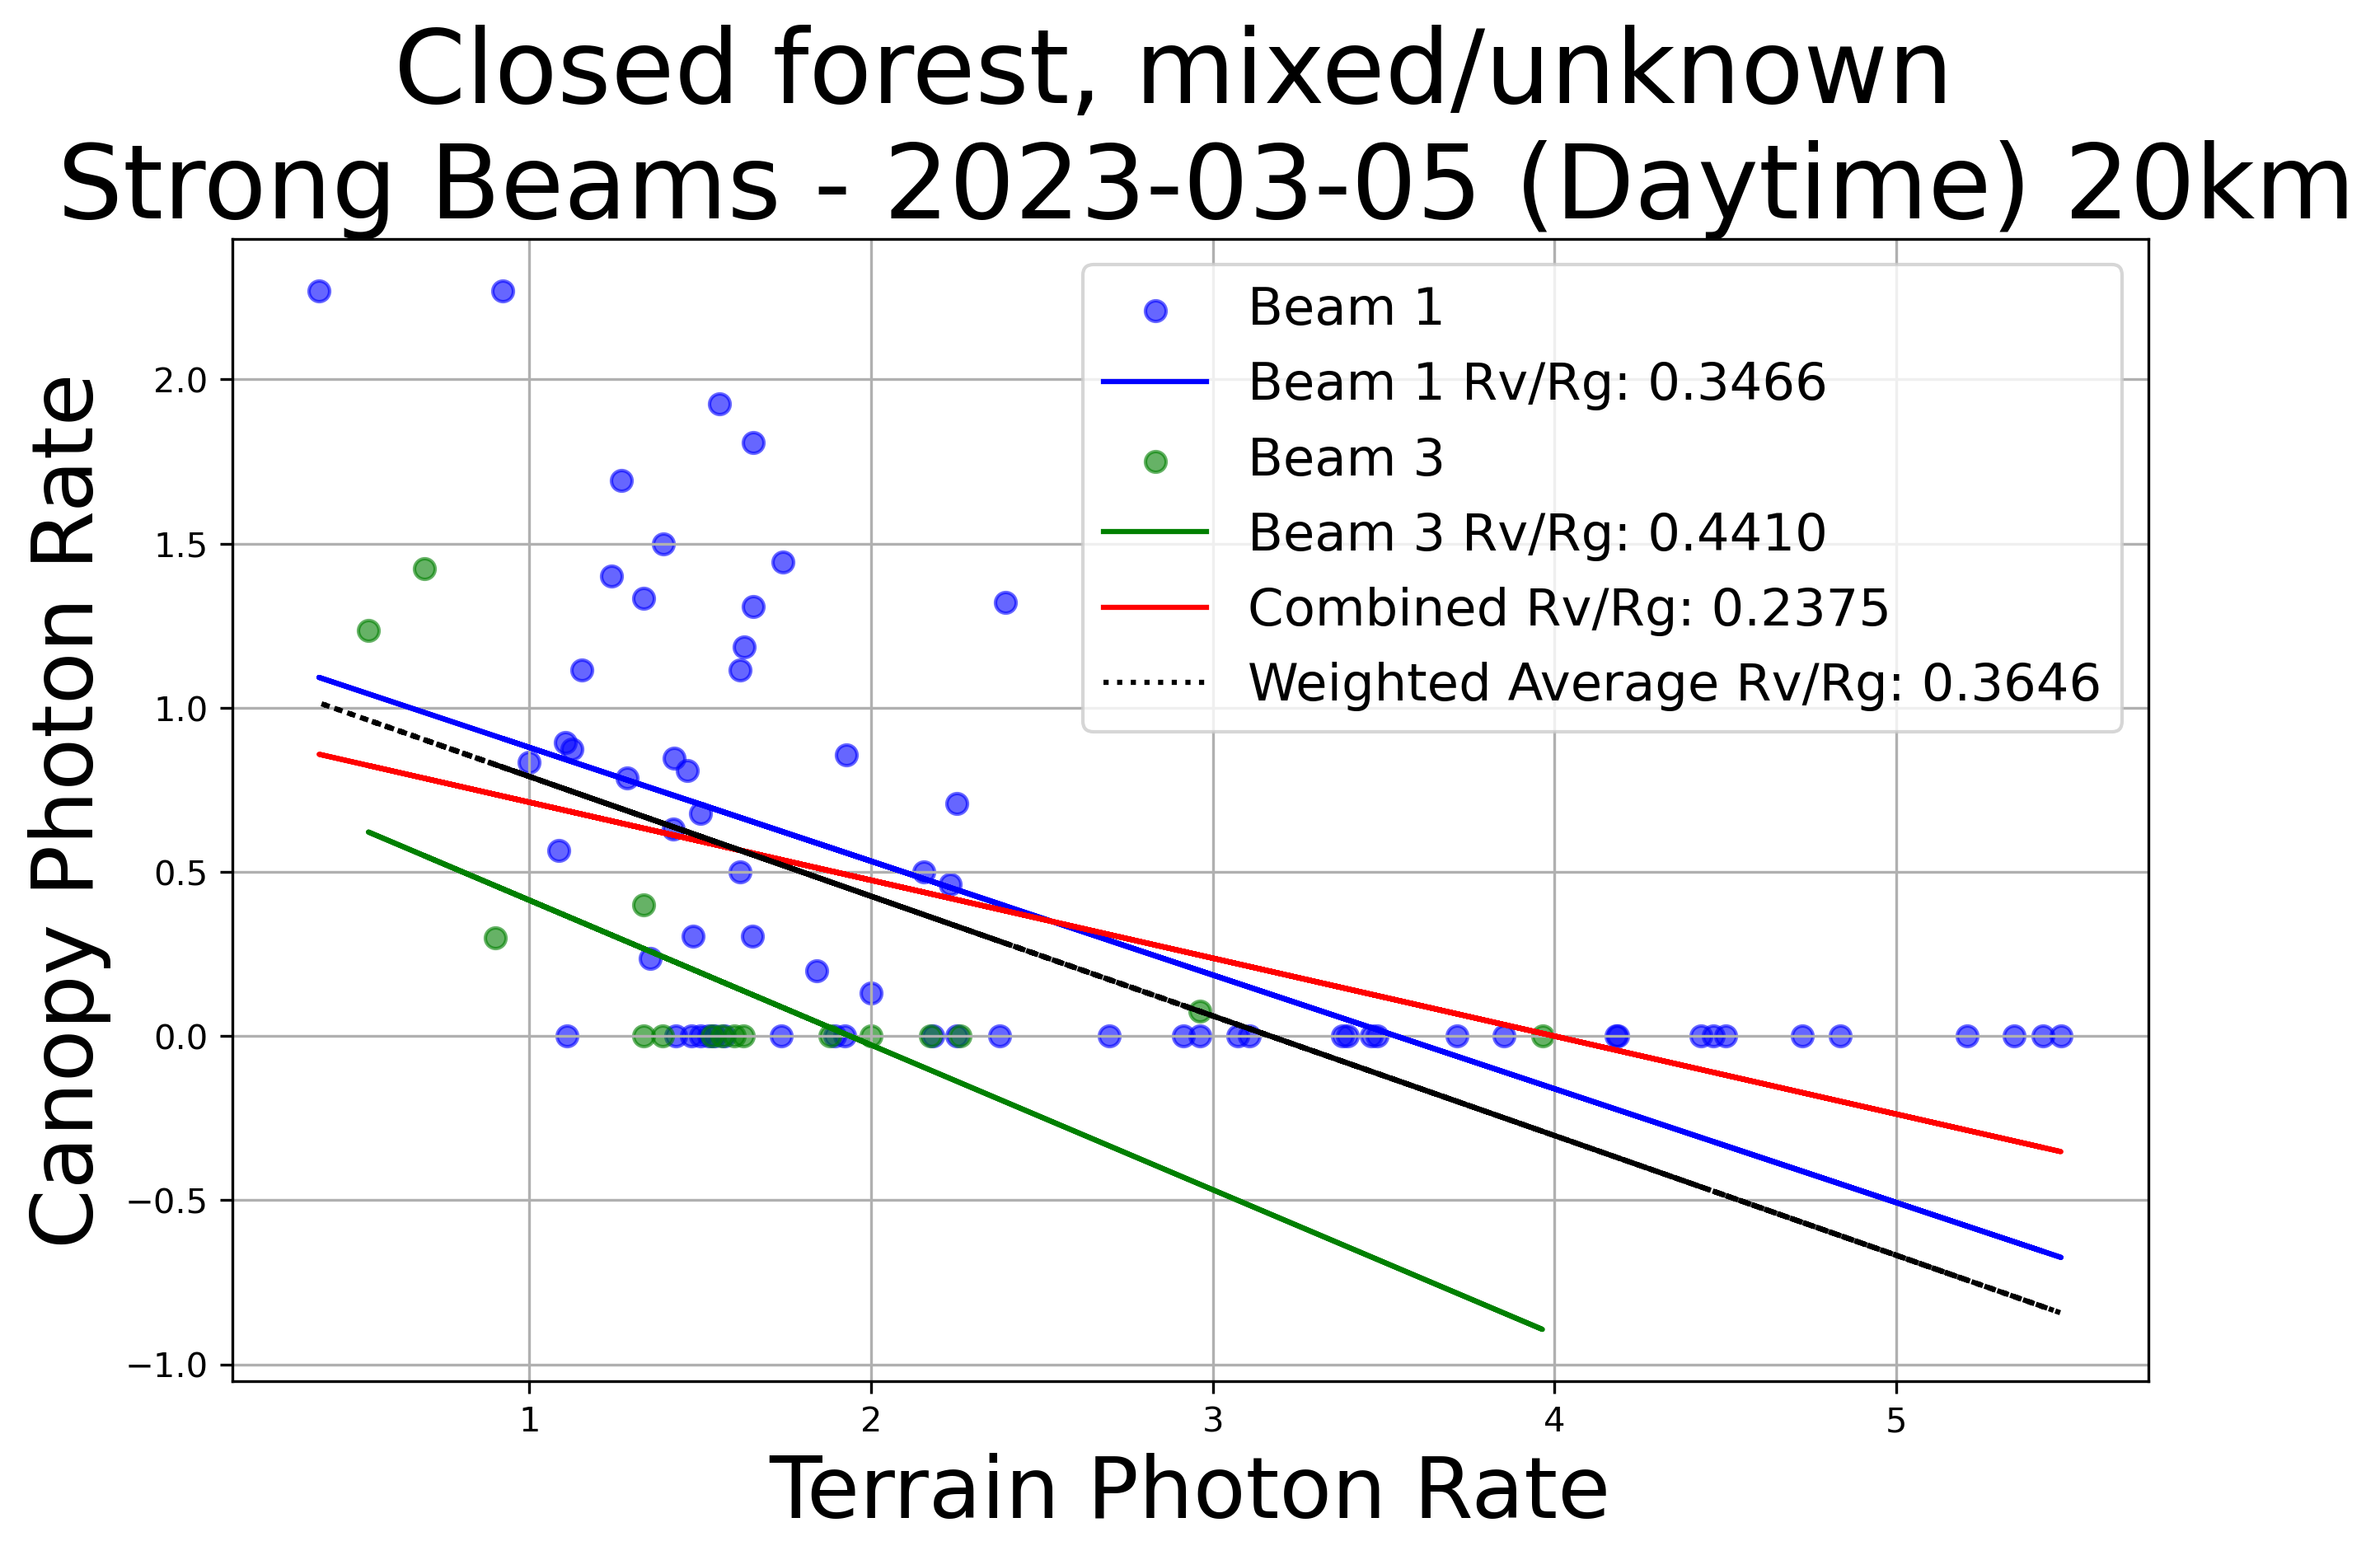 Closed forest, mixed/unknown
Strong Beams - 2023-03-05 (Daytime) 20km
Beam 1
Beam 1 Rv/Rg: 0.3466
Beam 3
Beam 3 Rv/Rg: 0.4410
Combined Rv/Rg: 0.2375
Weighted Average Rv/Rg: 0.3646
Canopy Photon Rate
2.0
1.5
1.0
0.5
0.0
−0.5
−1.0
1 2 3 4 5
Terrain Photon Rate